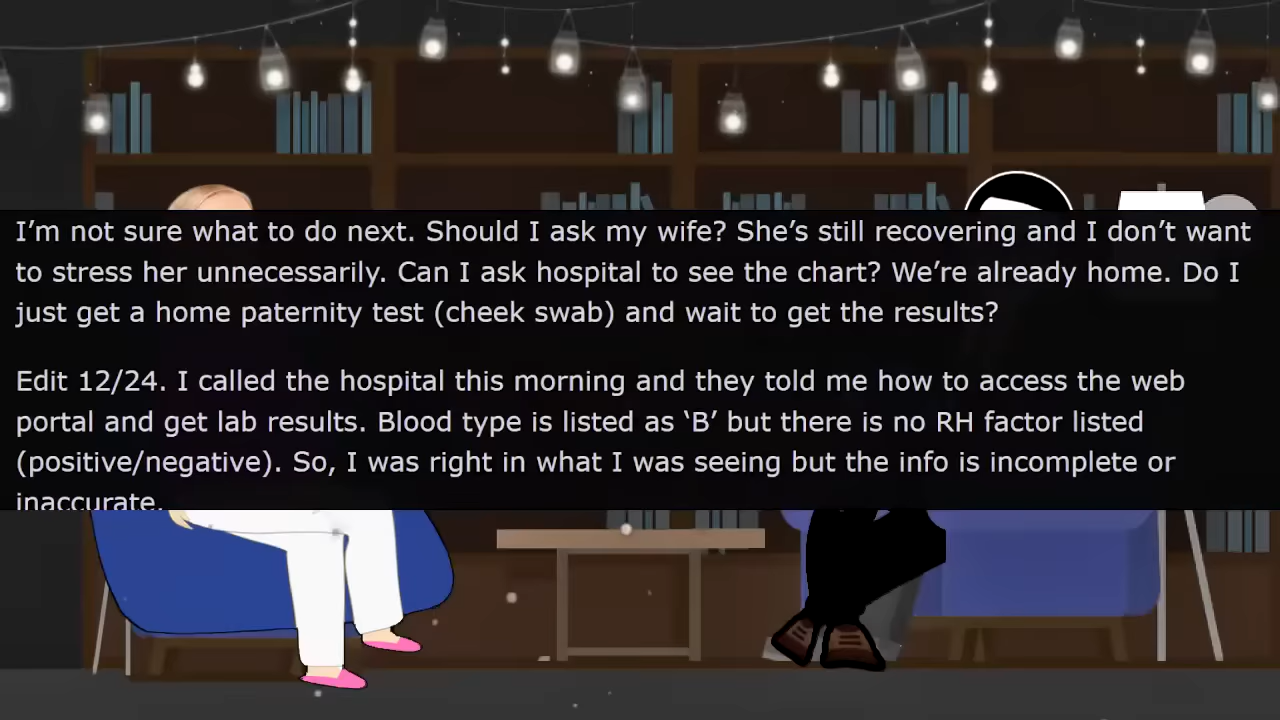 I’m not sure what to do next. Should I ask my wife? She’s still recovering and I don’t want
to stress her unnecessarily. Can I ask hospital to see the chart? We’re already home. Do I
just get a home paternity test (cheek swab) and wait to get the results?
Edit 12/24. I called the hospital this morning and they told me how to access the web
portal and get lab results. Blood type is listed as ‘B’ but there is no RH factor listed
(positive/negative). So, I was right in what I was seeing but the info is incomplete or
inaccurate.